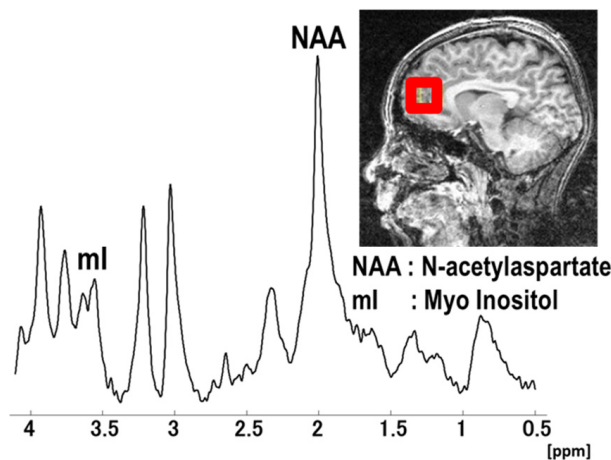 NAA
mI
NAA : N-acetylaspartate
mI : Myo Inositol
4 3.5 3 2.5 2 1.5 1 0.5
[ppm]